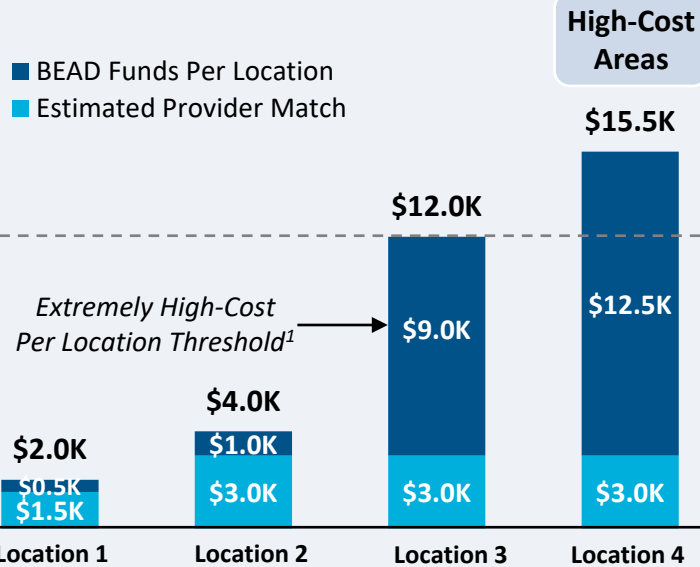 High-Cost
Areas
BEAD Funds Per Location
Estimated Provider Match
$15.5K
$12.0K
Extremely High-Cost
Per Location Threshold1
$9.0K
$12.5K
$4.0K
$1.0K
$2.0K
$0.5K
$1.5K
$3.0K
$3.0K
$3.0K
Location 1
Location 2
Location 3
Location 4